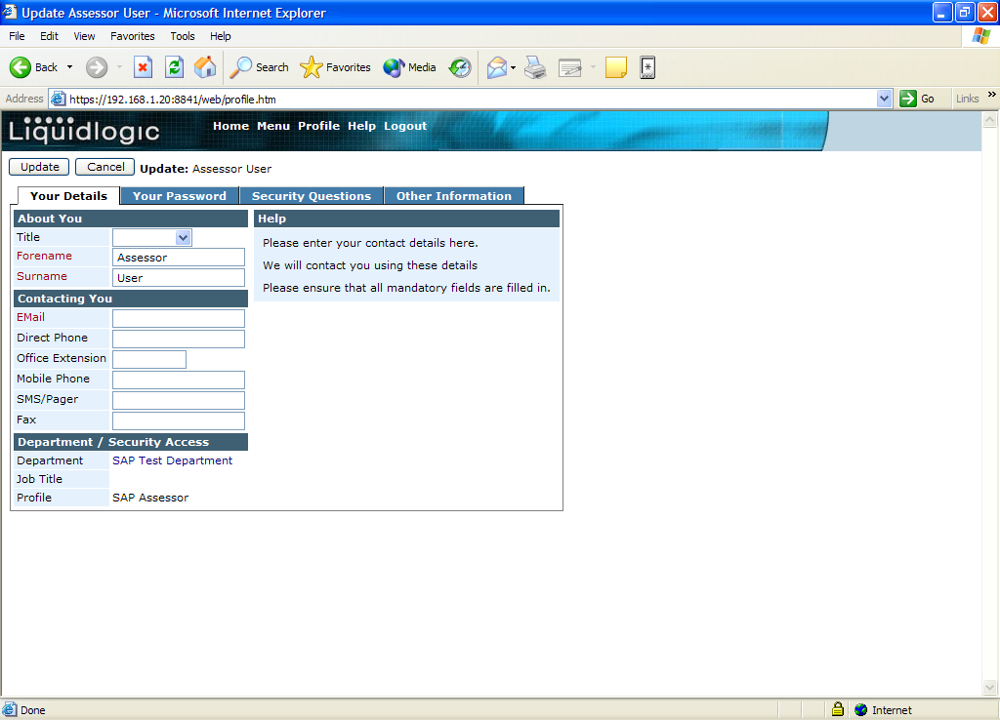 Update Assessor User - Microsoft Internet Explorer
File Edit View Favorites Tools Help
Back Search Favorites Media
Address https://192.168.1.20:8841/web/profile.htm Go Links »
Liquidlogic Home Menu Profile Help Logout
Update Cancel Update: Assessor User
Your Details Your Password Security Questions Other Information
About You
Title
Forename Assessor
Surname User
Contacting You
EMail
Direct Phone
Office Extension
Mobile Phone
SMS/Pager
Fax
Department / Security Access
Department SAP Test Department
Job Title
Profile SAP Assessor
Help
Please enter your contact details here.
We will contact you using these details
Please ensure that all mandatory fields are filled in.
Done Internet